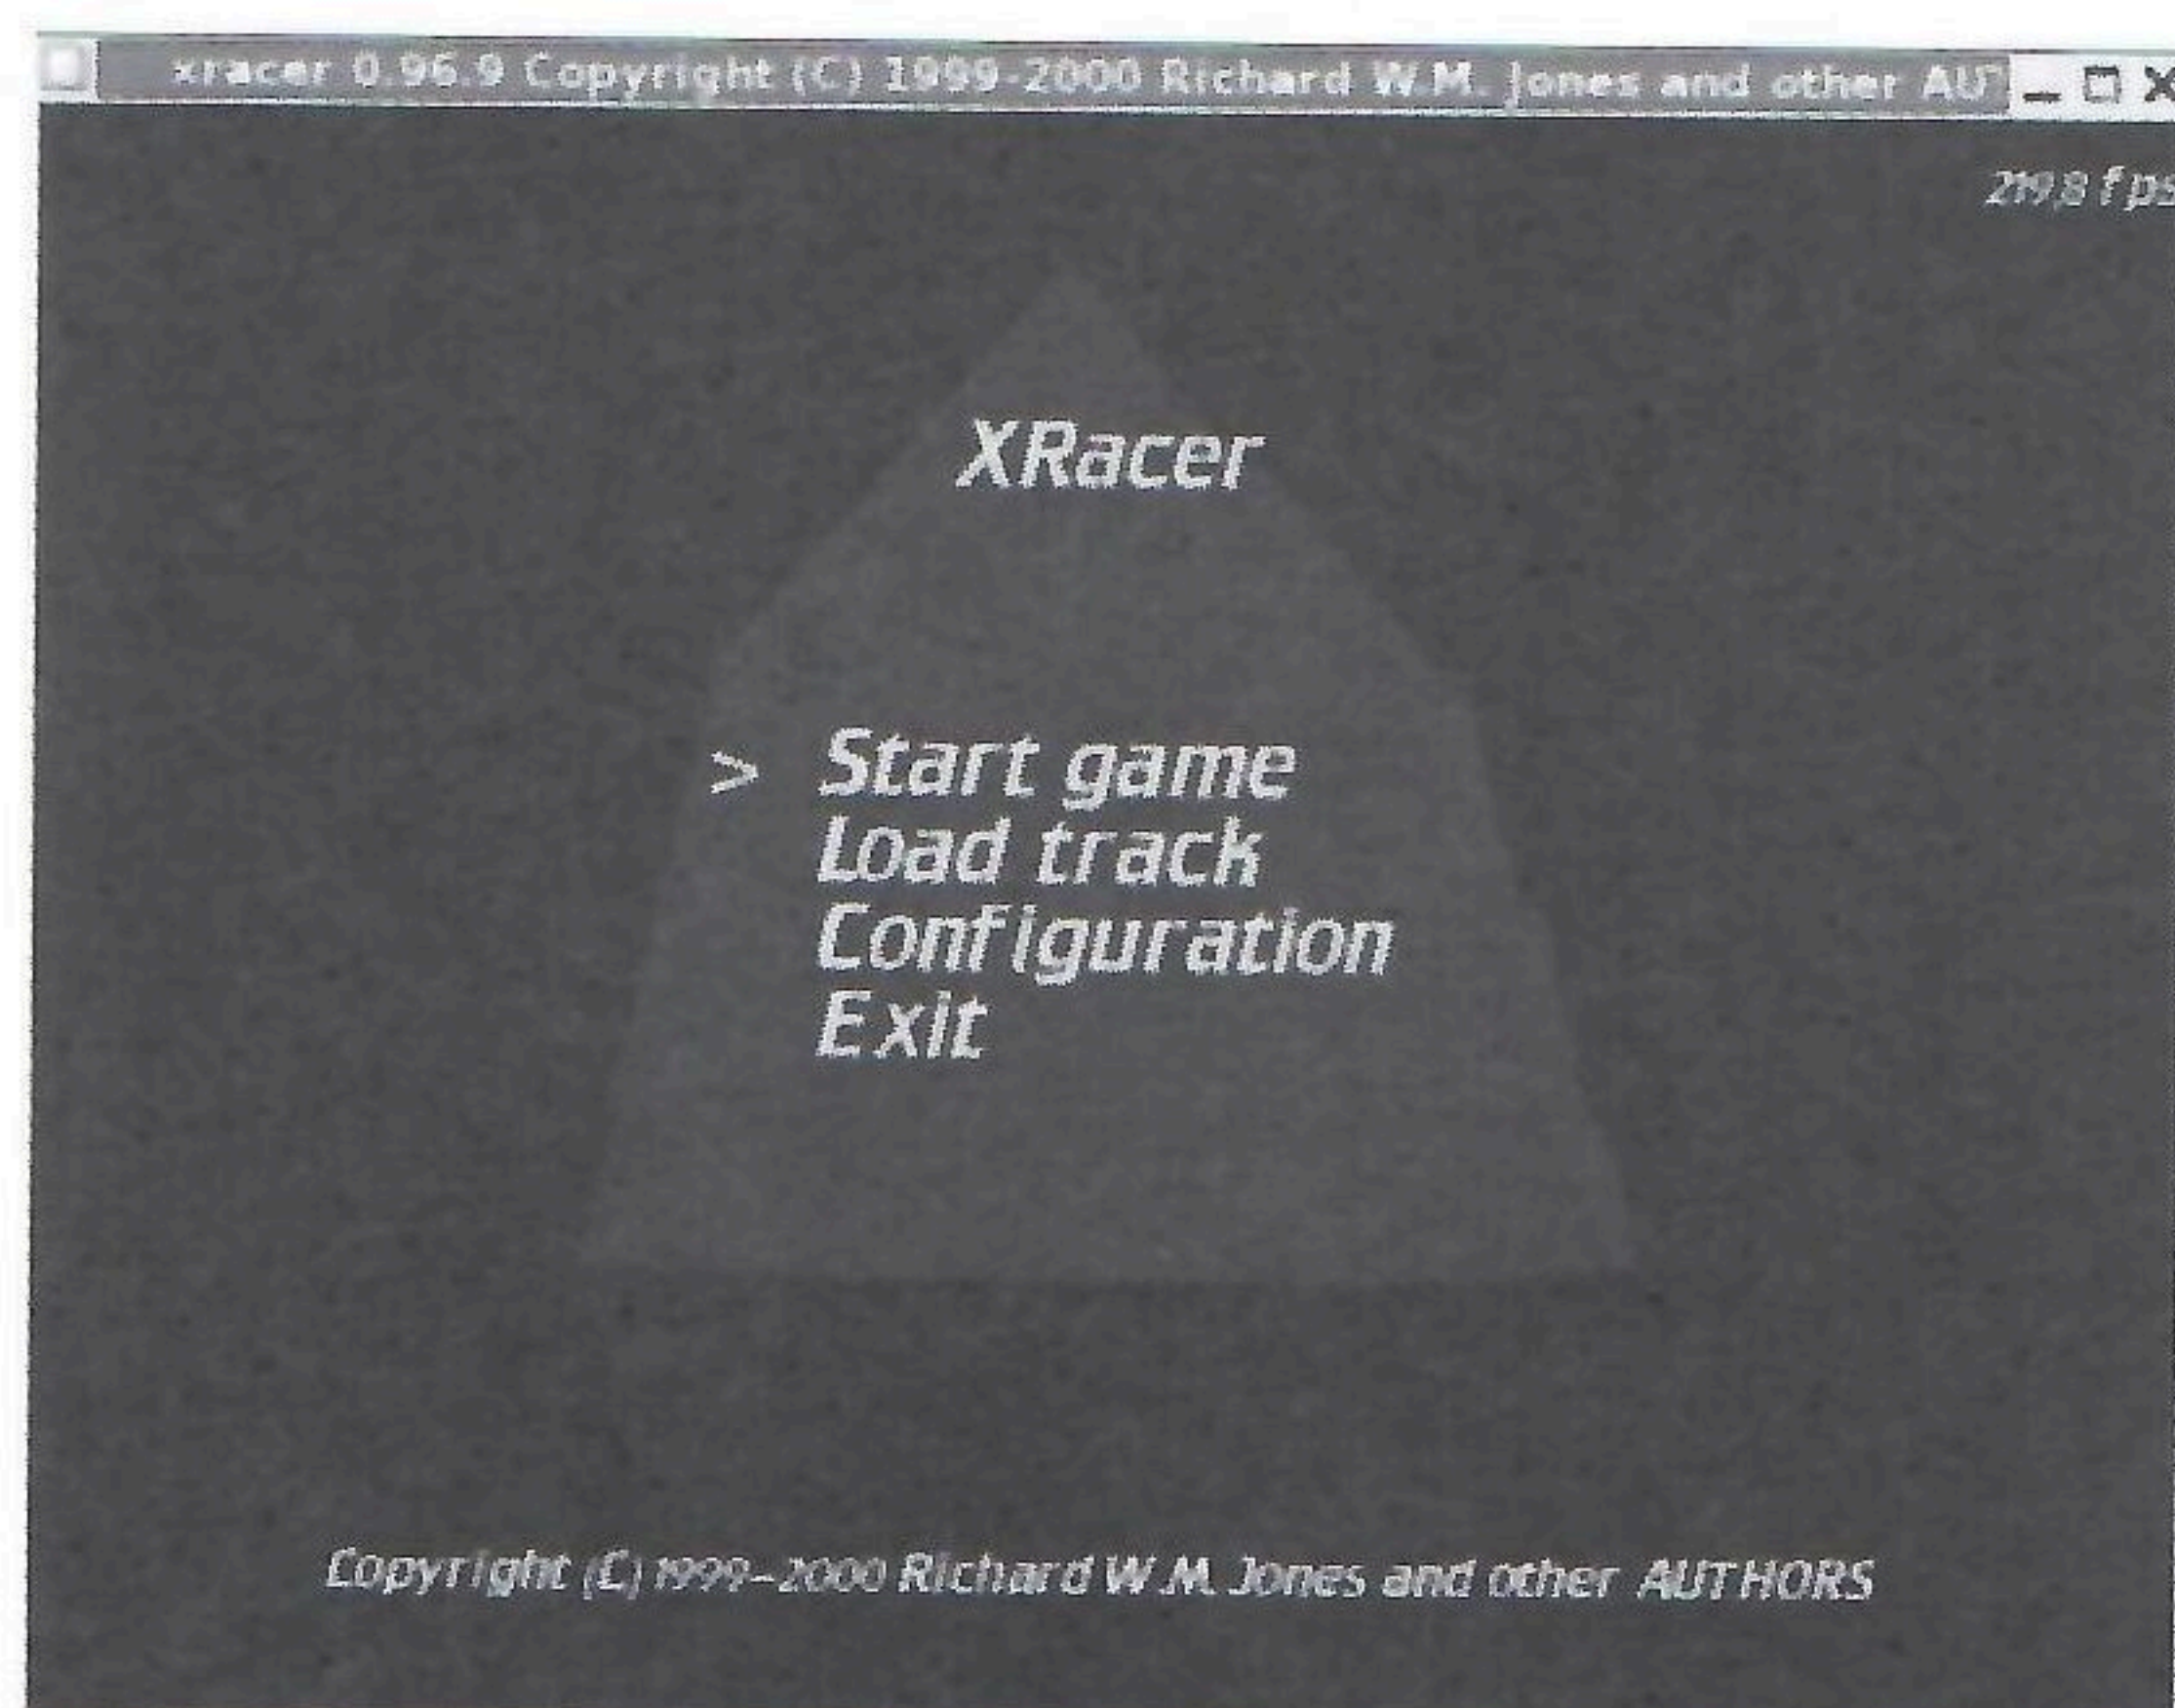 xracer 0.96.9 Copyright (C) 1999-2000 Richard W.M. Jones and other AUT
219.8 fps
XRacer
> Start game
Load track
Configuration
Exit
Copyright (C) 1999-2000 Richard W.M. Jones and other AUTHORS